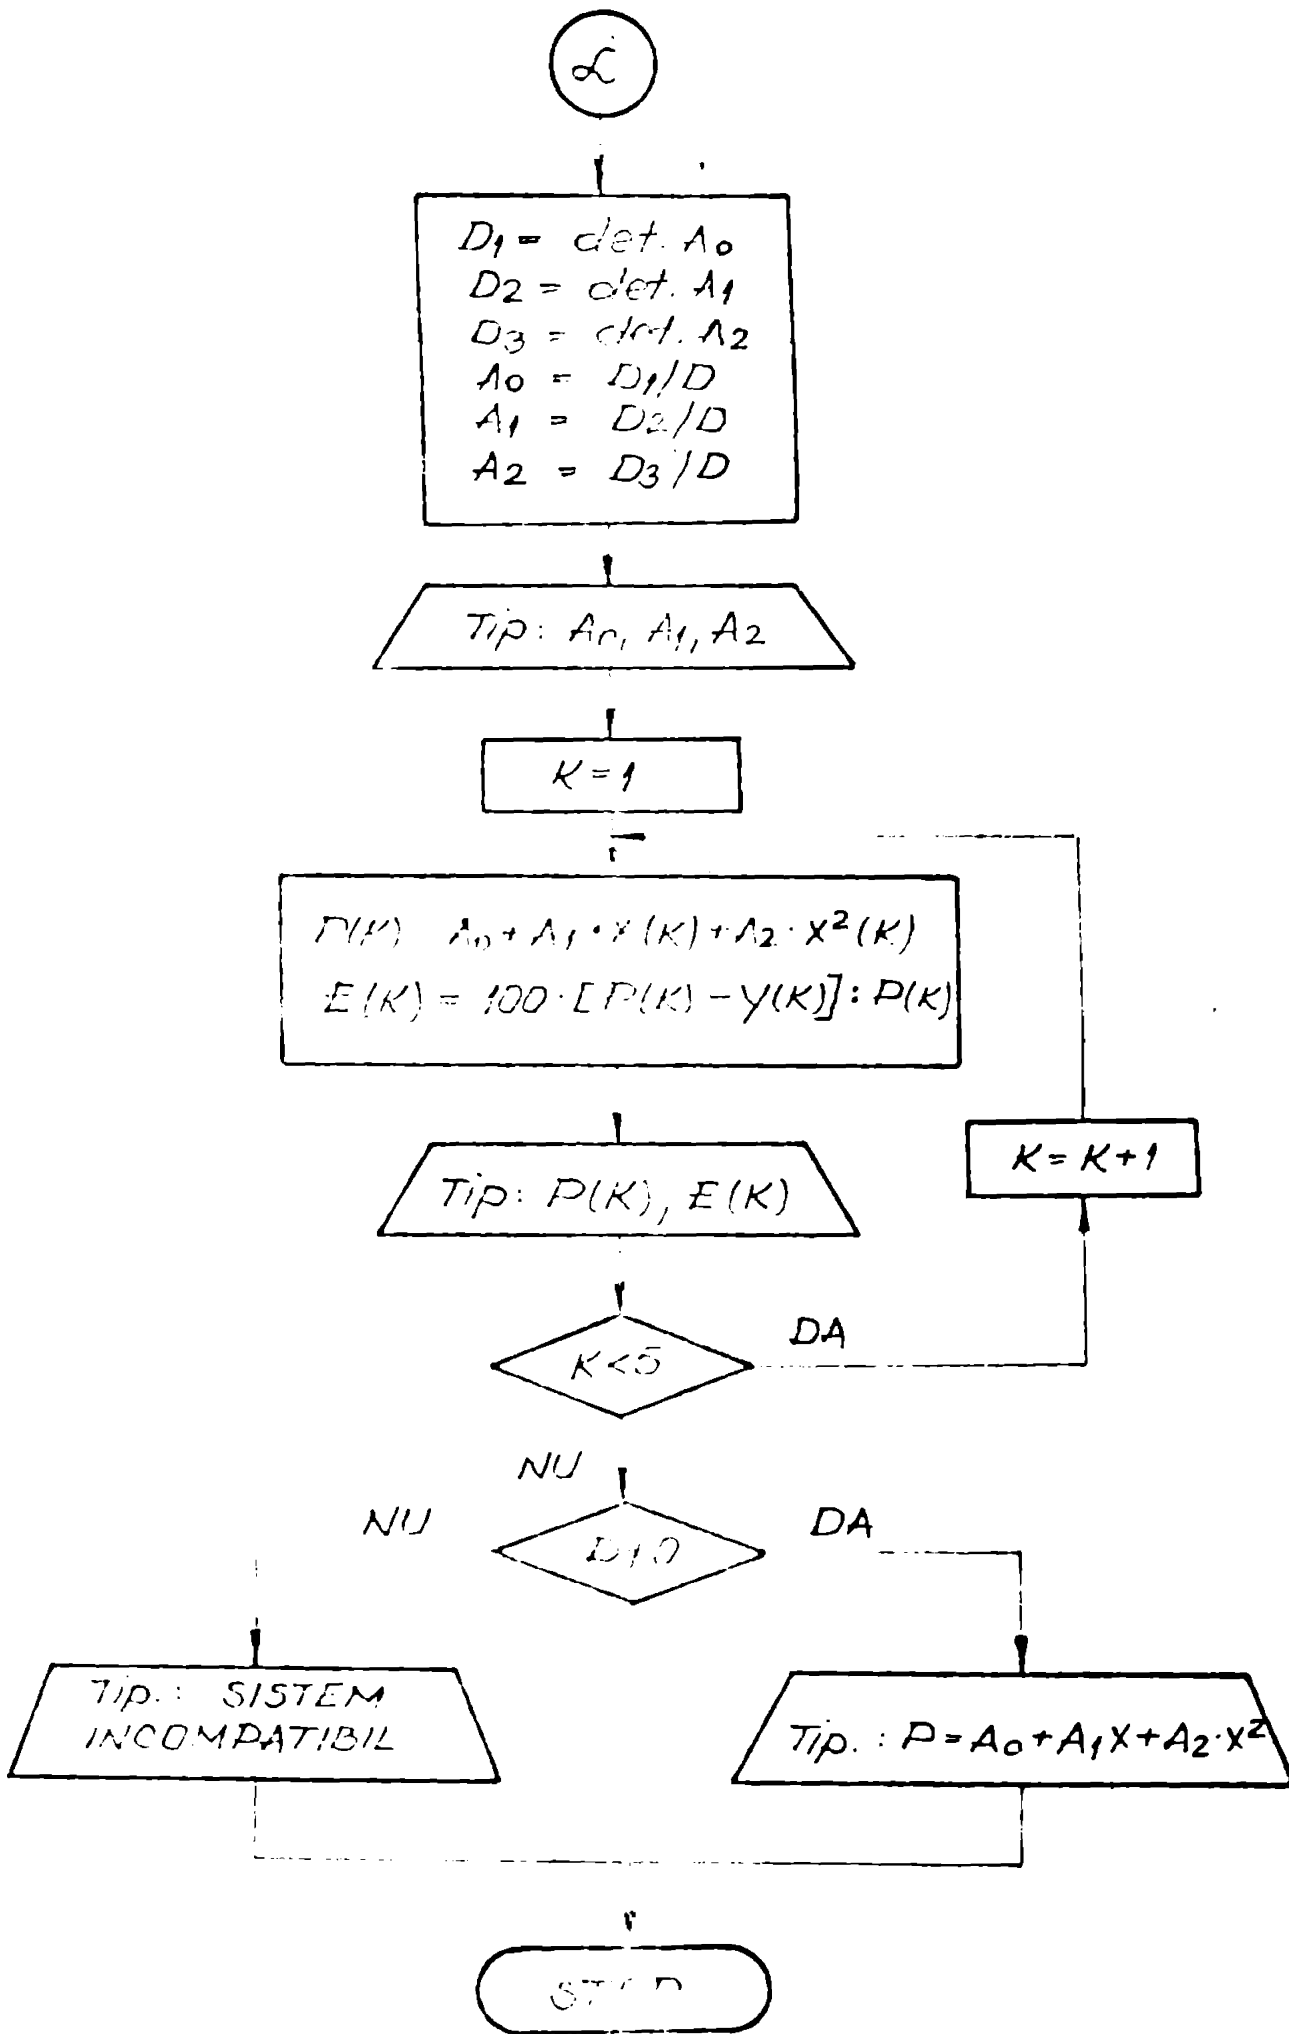 α
D1 = det. A0
D2 = det. A1
D3 = det. A2
A0 = D1/D
A1 = D2/D
A2 = D3/D
Tip: A0, A1, A2
K=1
P(K) A0 + A1 · X(K) + A2 · X²(K)
E(K) = 100 · [P(K) - Y(K)] : P(K)
K = K+1
Tip: P(K), E(K)
DA
K<5
NU
NU
DA
Tip.: SISTEM
INCOMPATIBIL
Tip. : P = A0 + A1X + A2·X²